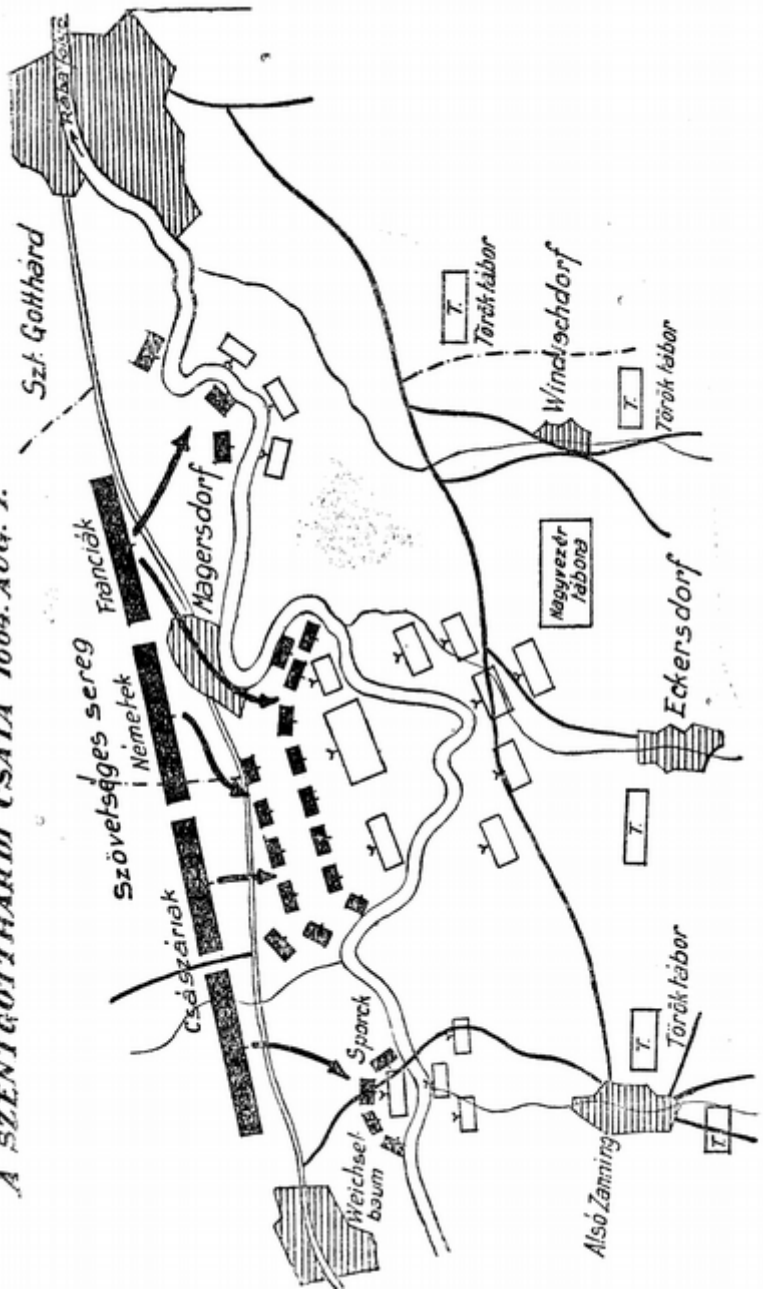 A SZENTGOTTHÁRDI CSATA 1664. AUG. 1.
Szövetséges sereg
Császáriak
Németek
Franciák
Szt. Gotthárd
Rába
Weichsel-
baum
Sporck
Magersdorf
Nagyvezér
tábora
T.
Török tábor
Windischdorf
T.
Török tábor
Eckersdorf
T.
Alsó Zanning
T.
Török tábor
T.